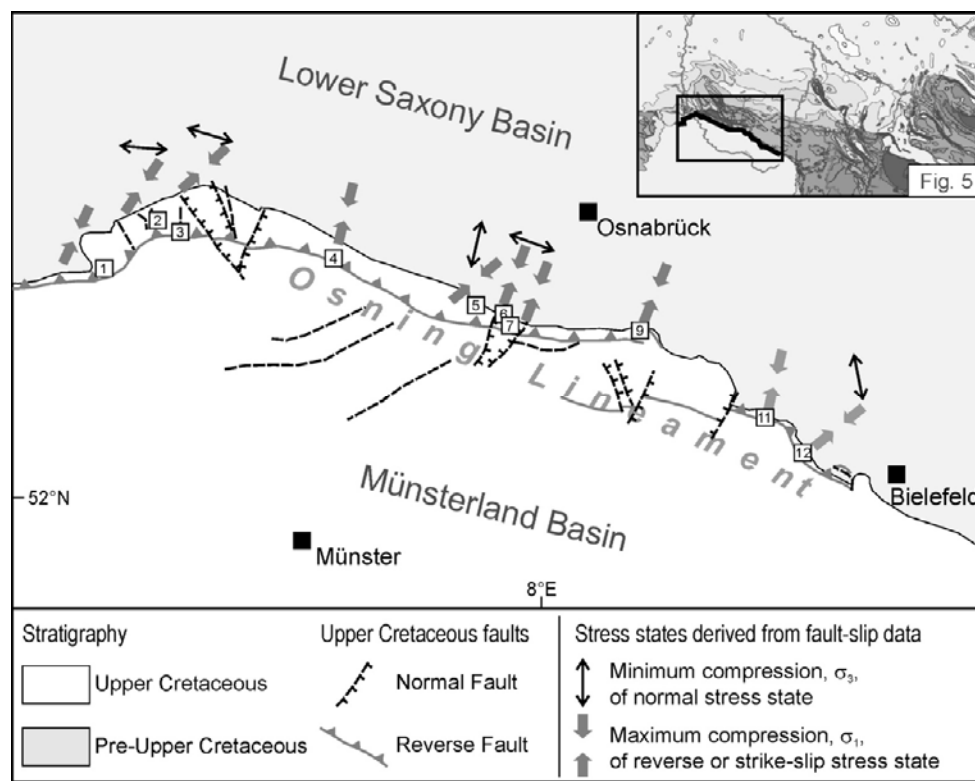 Lower Saxony Basin
Fig. 5
Osnabrück
2
3
1
4
5
6
7
9
Osning Lineament
11
12
52°N
Münsterland Basin
Bielefeld
Münster
8°E
Stratigraphy
Upper Cretaceous
Pre-Upper Cretaceous
Upper Cretaceous faults
Normal Fault
Reverse Fault
Stress states derived from fault-slip data
Minimum compression, σ₃,
of normal stress state
Maximum compression, σ₁,
of reverse or strike-slip stress state